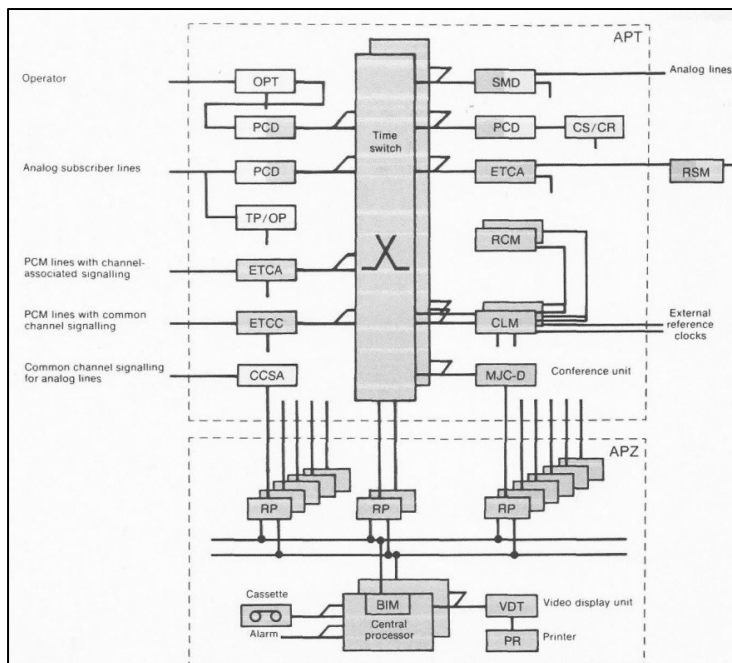 APT
Operator
OPT
SMD
Analog lines
PCD
Time
switch
PCD
CS/CR
Analog subscriber lines
PCD
ETCA
RSM
TP/OP
RCM
PCM lines with channel-
associated signalling
ETCA
PCM lines with common
channel signalling
ETCC
CLM
External
reference
clocks
Common channel signalling
for analog lines
CCSA
MJC-D
Conference unit
APZ
RP
RP
RP
Cassette
BIM
VDT
Video display unit
Alarm
Central
processor
PR
Printer